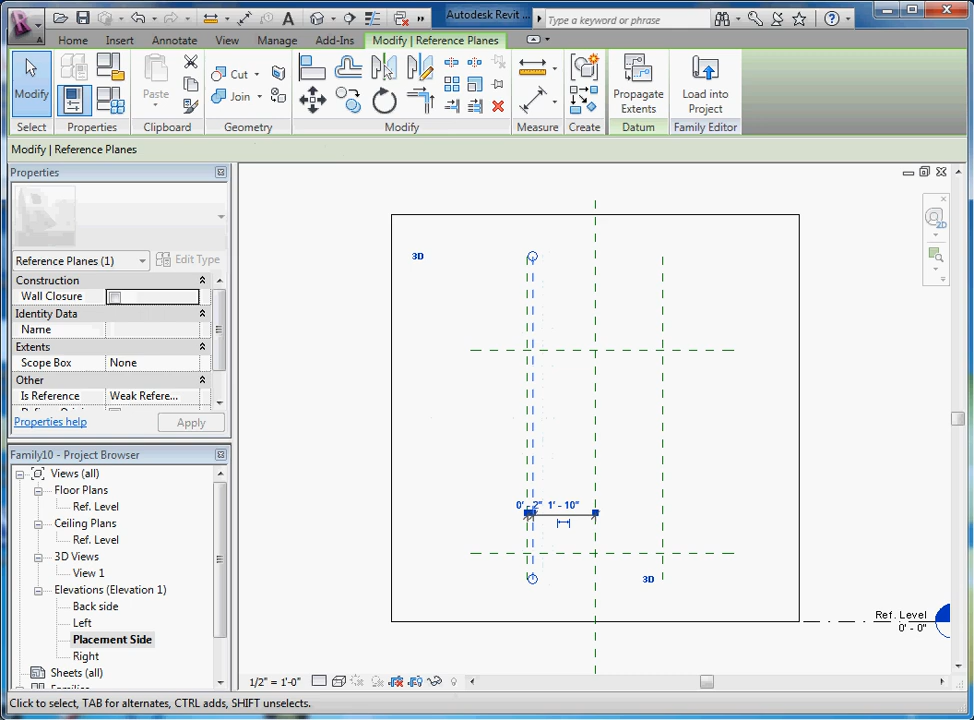 Autodesk Revit ...
Type a keyword or phrase
Home Insert Annotate View Manage Add-Ins Modify | Reference Planes
Modify
Paste
Cut
Join
Propagate Extents
Load into Project
Select Properties Clipboard Geometry Modify Measure Create Datum Family Editor
Modify | Reference Planes
Properties
Reference Planes (1) Edit Type
Construction
Wall Closure
Identity Data
Name
Extents
Scope Box None
Other
Is Reference Weak Refere...
Properties help Apply
Family10 - Project Browser
Views (all)
Floor Plans
Ref. Level
Ceiling Plans
Ref. Level
3D Views
View 1
Elevations (Elevation 1)
Back side
Left
Placement Side
Right
Sheets (all)
3D
0' - 2" 1' - 10"
3D
Ref. Level
0' - 0"
2D
1/2" = 1'-0"
Click to select, TAB for alternates, CTRL adds, SHIFT unselects.